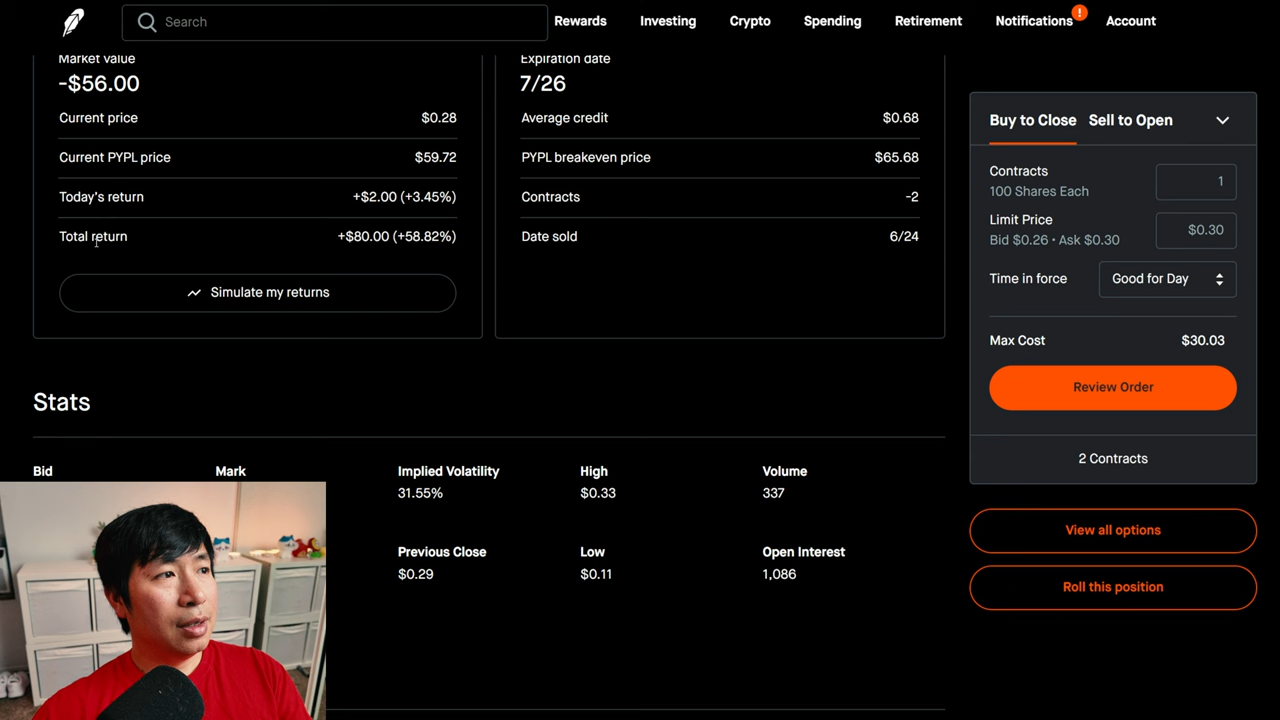 Search
Rewards
Investing
Crypto
Spending
Retirement
Notifications
!
Account
Market value
-$56.00
Current price
$0.28
Current PYPL price
$59.72
Today's return
+$2.00 (+3.45%)
Total return
+$80.00 (+58.82%)
Simulate my returns
Expiration date
7/26
Average credit
$0.68
PYPL breakeven price
$65.68
Contracts
-2
Date sold
6/24
Buy to Close
Sell to Open
Contracts
100 Shares Each
1
Limit Price
Bid $0.26 • Ask $0.30
$0.30
Time in force
Good for Day
Max Cost
$30.03
Review Order
2 Contracts
View all options
Roll this position
Stats
Bid
Mark
Implied Volatility
31.55%
High
$0.33
Volume
337
Previous Close
$0.29
Low
$0.11
Open Interest
1,086